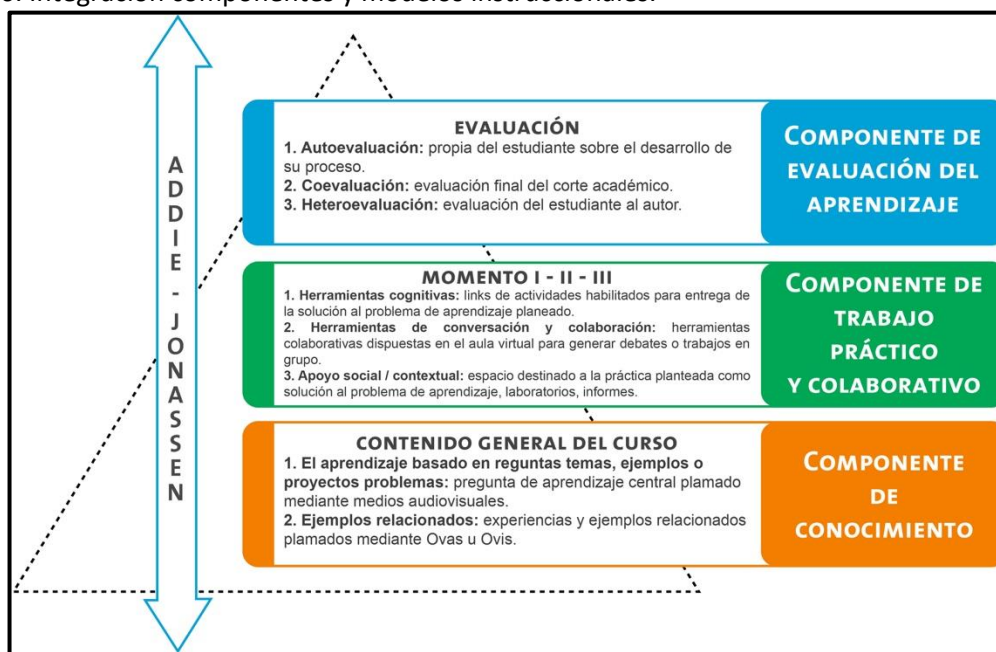 Integración componentes y modelos instruccionales.
ADDIE - JONASSEN
EVALUACIÓN
1. Autoevaluación: propia del estudiante sobre el desarrollo de
su proceso.
2. Coevaluación: evaluación final del corte académico.
3. Heteroevaluación: evaluación del estudiante al autor.
COMPONENTE DE
EVALUACIÓN DEL
APRENDIZAJE
MOMENTO I - II - III
1. Herramientas cognitivas: links de actividades habilitados para entrega de
la solución al problema de aprendizaje planeado.
2. Herramientas de conversación y colaboración: herramientas
colaborativas dispuestas en el aula virtual para generar debates o trabajos en
grupo.
3. Apoyo social / contextual: espacio destinado a la práctica planteada como
solución al problema de aprendizaje, laboratorios, informes.
COMPONENTE DE
TRABAJO
PRÁCTICO
Y COLABORATIVO
CONTENIDO GENERAL DEL CURSO
1. El aprendizaje basado en reguntas temas, ejemplos o
proyectos problemas: pregunta de aprendizaje central plamado
mediante medios audiovisuales.
2. Ejemplos relacionados: experiencias y ejemplos relacionados
plamados mediante Ovas u Ovis.
COMPONENTE
DE
CONOCIMIENTO